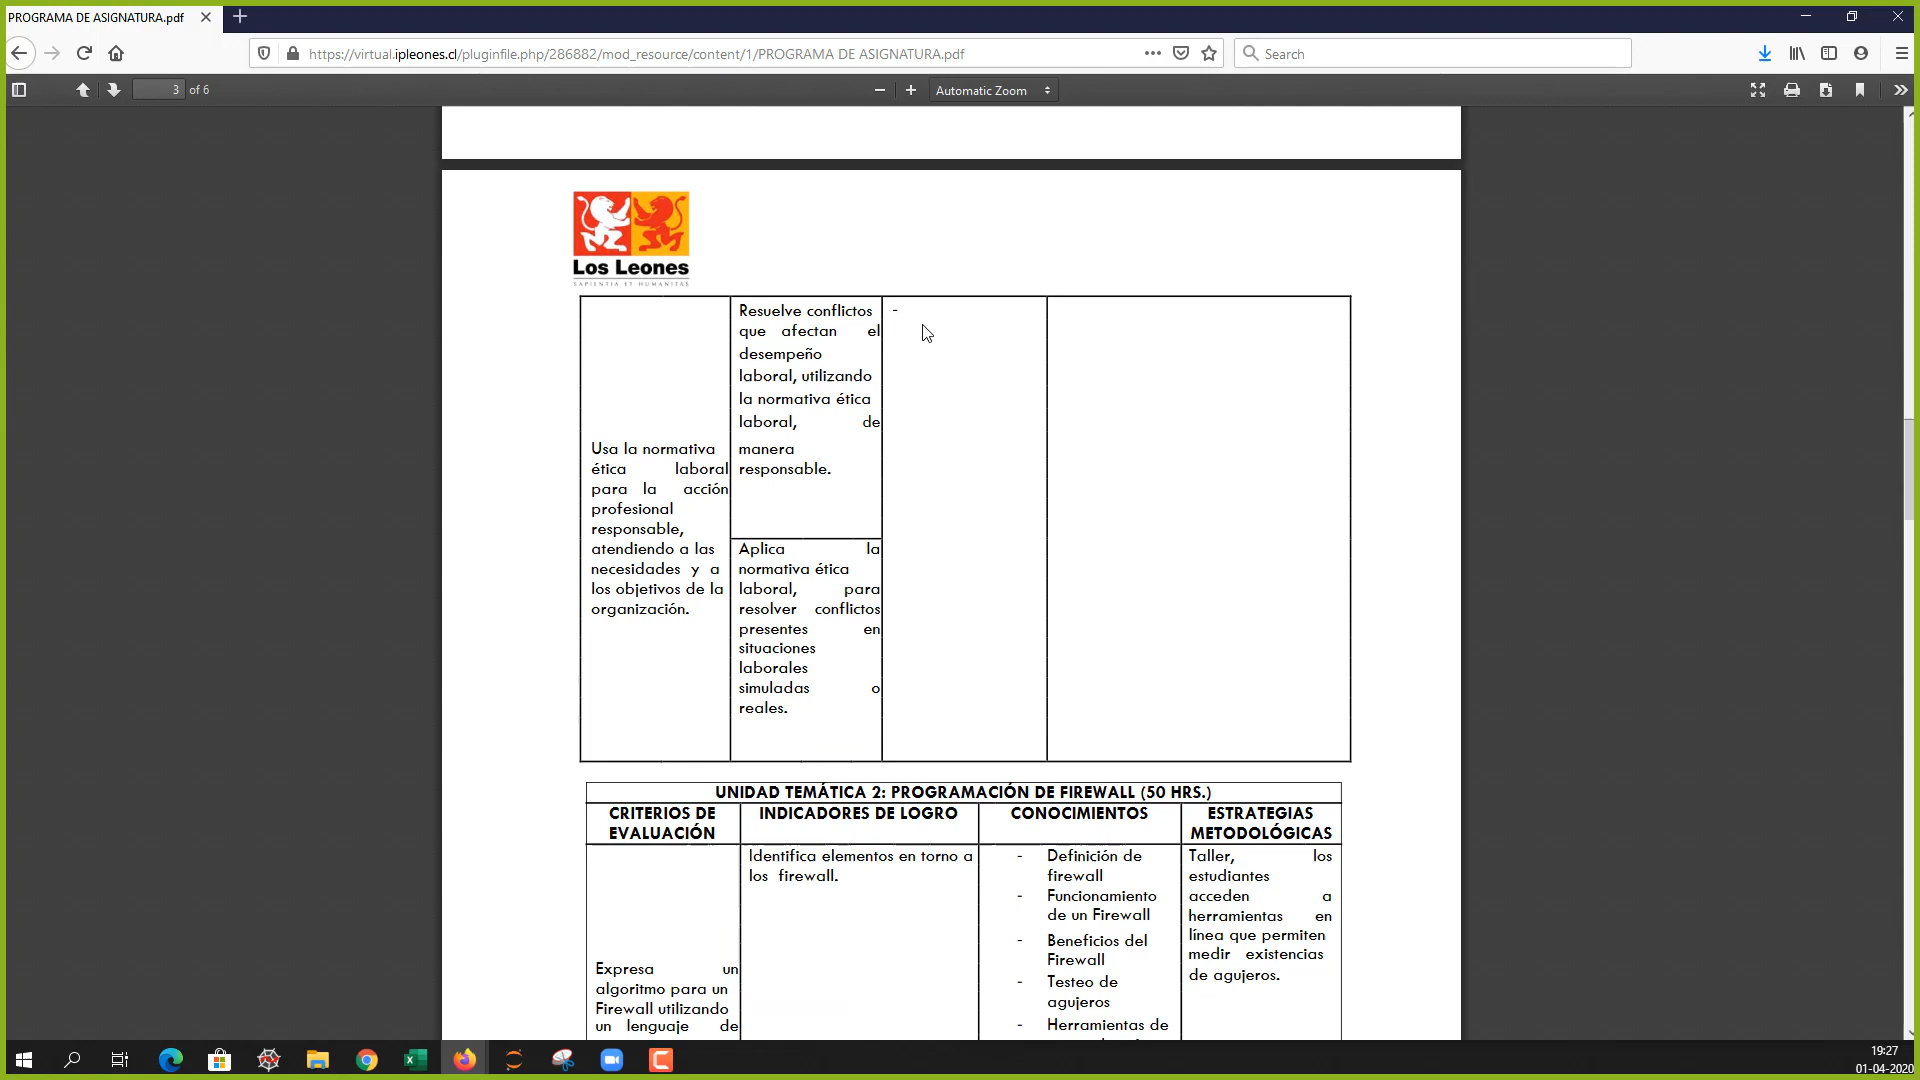 PROGRAMA DE ASIGNATURA.pdf
https://virtual.ipleones.cl/pluginfile.php/286882/mod_resource/content/1/PROGRAMA DE ASIGNATURA.pdf
Search
3 of 6
Automatic Zoom
Los Leones
SAPIENTIA ET HUMANITAS
Usa la normativa
ética laboral
para la acción
profesional
responsable,
atendiendo a las
necesidades y a
los objetivos de la
organización.
Resuelve conflictos
que afectan el
desempeño
laboral, utilizando
la normativa ética
laboral, de
manera
responsable.
-
Aplica la
normativa ética
laboral, para
resolver conflictos
presentes en
situaciones
laborales
simuladas o
reales.
UNIDAD TEMÁTICA 2: PROGRAMACIÓN DE FIREWALL (50 HRS.)
CRITERIOS DE
EVALUACIÓN
INDICADORES DE LOGRO
CONOCIMIENTOS
ESTRATEGIAS
METODOLÓGICAS
Expresa un
algoritmo para un
Firewall utilizando
un lenguaje de
Identifica elementos en torno a
los firewall.
- Definición de
firewall
- Funcionamiento
de un Firewall
- Beneficios del
Firewall
- Testeo de
agujeros
- Herramientas de
Taller, los
estudiantes
acceden a
herramientas en
línea que permiten
medir existencias
de agujeros.
19:27
01-04-2020